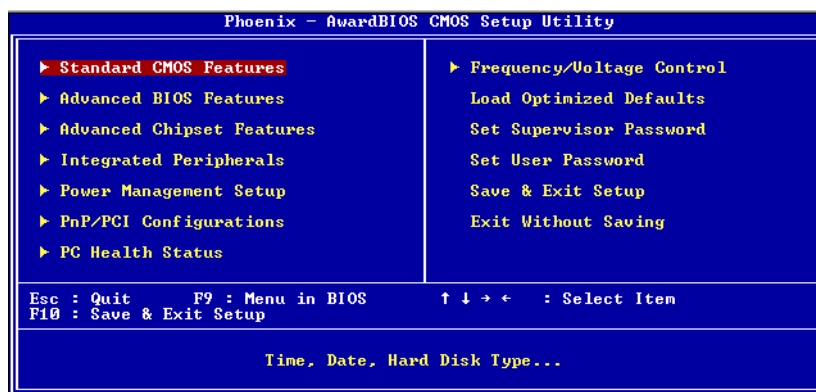 Phoenix - AwardBIOS CMOS Setup Utility
► Standard CMOS Features
► Advanced BIOS Features
► Advanced Chipset Features
► Integrated Peripherals
► Power Management Setup
► PnP/PCI Configurations
► PC Health Status
► Frequency/Voltage Control
Load Optimized Defaults
Set Supervisor Password
Set User Password
Save & Exit Setup
Exit Without Saving
Esc : Quit F9 : Menu in BIOS ↑ ↓ → ← : Select Item
F10 : Save & Exit Setup
Time, Date, Hard Disk Type...